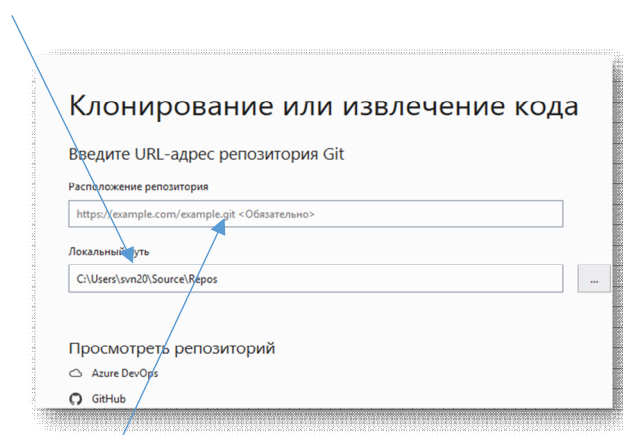 Клонирование или извлечение кода
Введите URL-адрес репозитория Git
Расположение репозитория
https://example.com/example.git <Обязательно>
Локальный путь
C:\Users\svn20\Source\Repos
...
Просмотреть репозиторий
Azure DevOps
GitHub